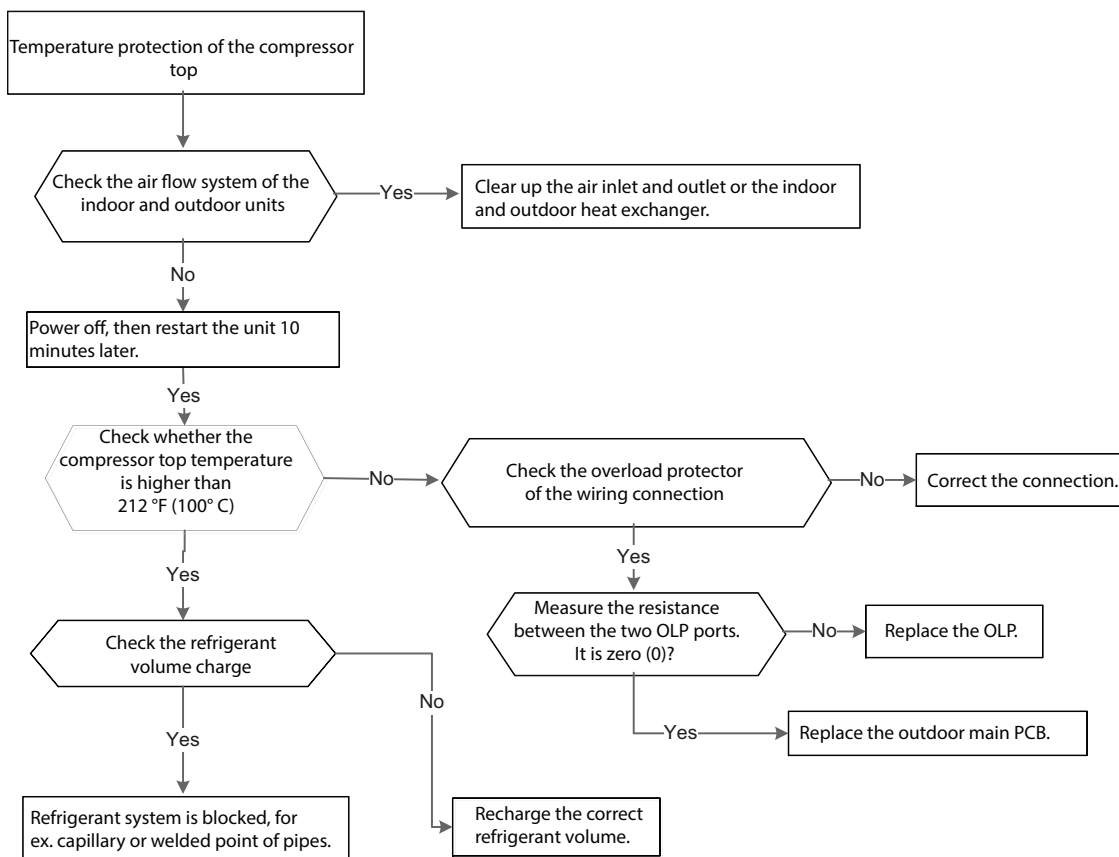 Temperature protection of the compressor
top
Check the air flow system of the
indoor and outdoor units
Yes
Clear up the air inlet and outlet or the indoor
and outdoor heat exchanger.
No
Power off, then restart the unit 10
minutes later.
Yes
Check whether the
compressor top temperature
is higher than
212 °F (100° C)
No
Check the overload protector
of the wiring connection
No
Correct the connection.
Yes
Yes
Measure the resistance
between the two OLP ports.
It is zero (0)?
No
Replace the OLP.
Check the refrigerant
volume charge
No
Yes
Replace the outdoor main PCB.
Yes
Refrigerant system is blocked, for
ex. capillary or welded point of pipes.
Recharge the correct
refrigerant volume.